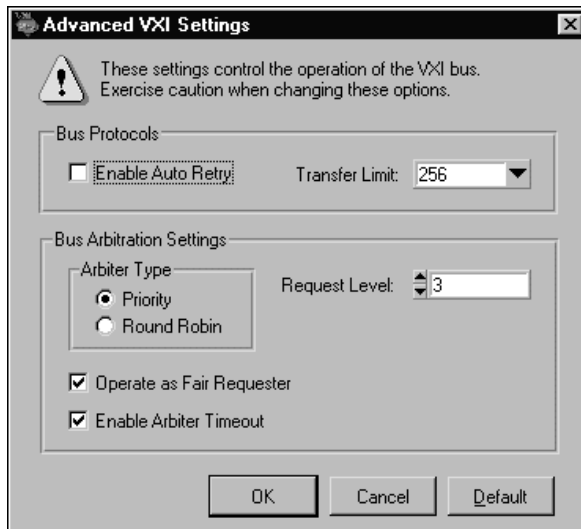 Advanced VXI Settings
These settings control the operation of the VXI bus.
Exercise caution when changing these options.
Bus Protocols
Enable Auto Retry
Transfer Limit: 256
Bus Arbitration Settings
Arbiter Type
Priority
Round Robin
Request Level: 3
Operate as Fair Requester
Enable Arbiter Timeout
OK Cancel Default